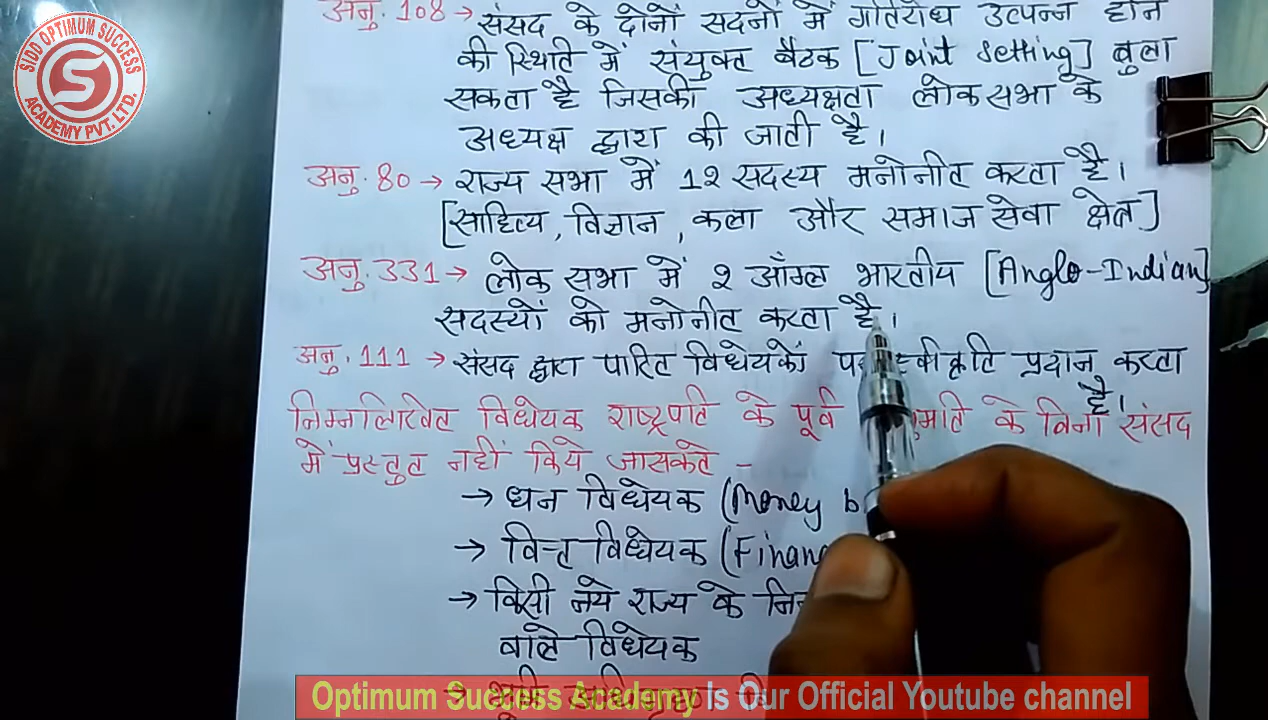 SIDD OPTIMUM SUCCESS
S
ACADEMY PVT. LTD.
अनु. 108 → संसद के दोनों सदनों में गतिरोध उत्पन्न होने
की स्थिति में संयुक्त बैठक [Joint Setting] बुला
सकता है जिसकी अध्यक्षता लोकसभा के
अध्यक्ष द्वारा की जाती है।
अनु. 80 → राज्य सभा में 12 सदस्य मनोनीत करता है।
[साहित्य, विज्ञान, कला और समाज सेवा क्षेत्र]
अनु. 331 → लोक सभा में 2 आँग्ल भारतीय [Anglo-Indian]
सदस्यों को मनोनीत करता है।
अनु. 111 → संसद द्वारा पारित विधेयकों प्रदान करता
है।
निम्नलिखित विधेयक राष्ट्रपति के पूर्व के बिना संसद
में प्रस्तुत नहीं किये जासकते -
→ धन विधेयक (Money b
→ वित्त विधेयक (Finan
→ किसी नये राज्य के
वाले विधेयक
Optimum Success Academy Is Our Official Youtube channel